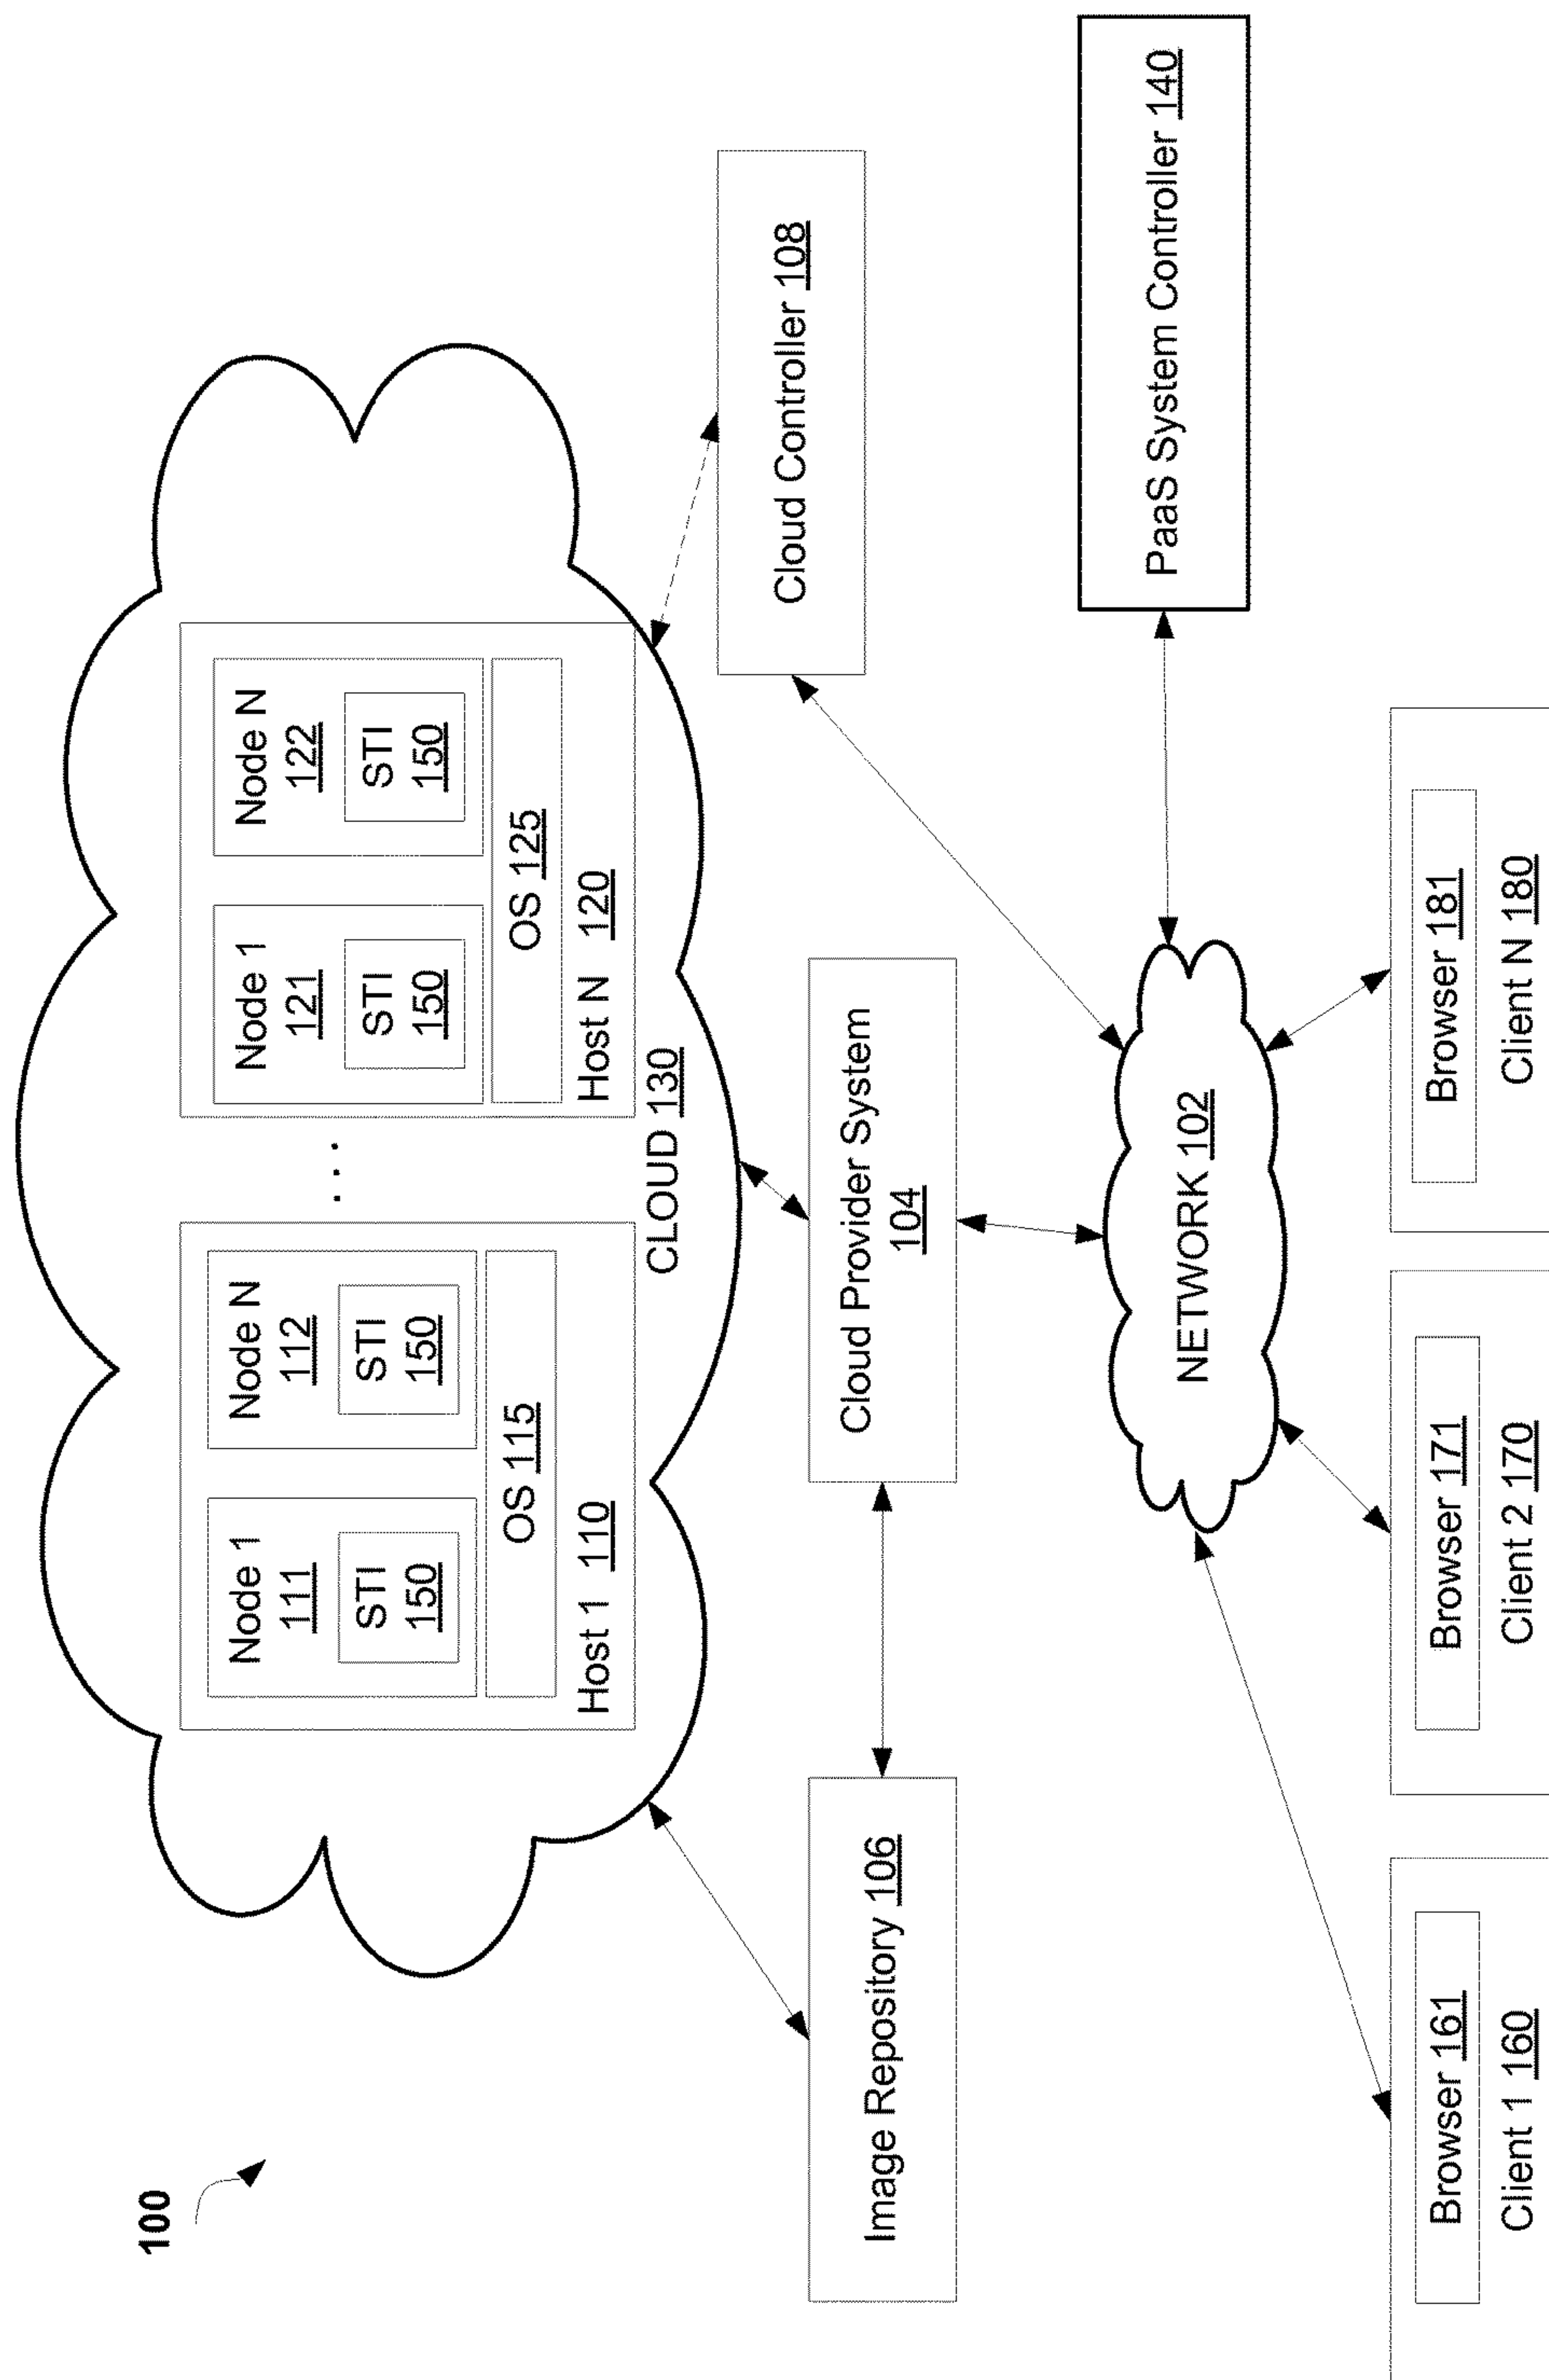 100
Node 1
111
STI
150
Node N
112
STI
150
OS 115
Host 1 110
...
Node 1
121
STI
150
Node N
122
STI
150
OS 125
Host N 120
CLOUD 130
Image Repository 106
Cloud Provider System
104
Cloud Controller 108
NETWORK 102
PaaS System Controller 140
Browser 161
Client 1 160
Browser 171
Client 2 170
Browser 181
Client N 180